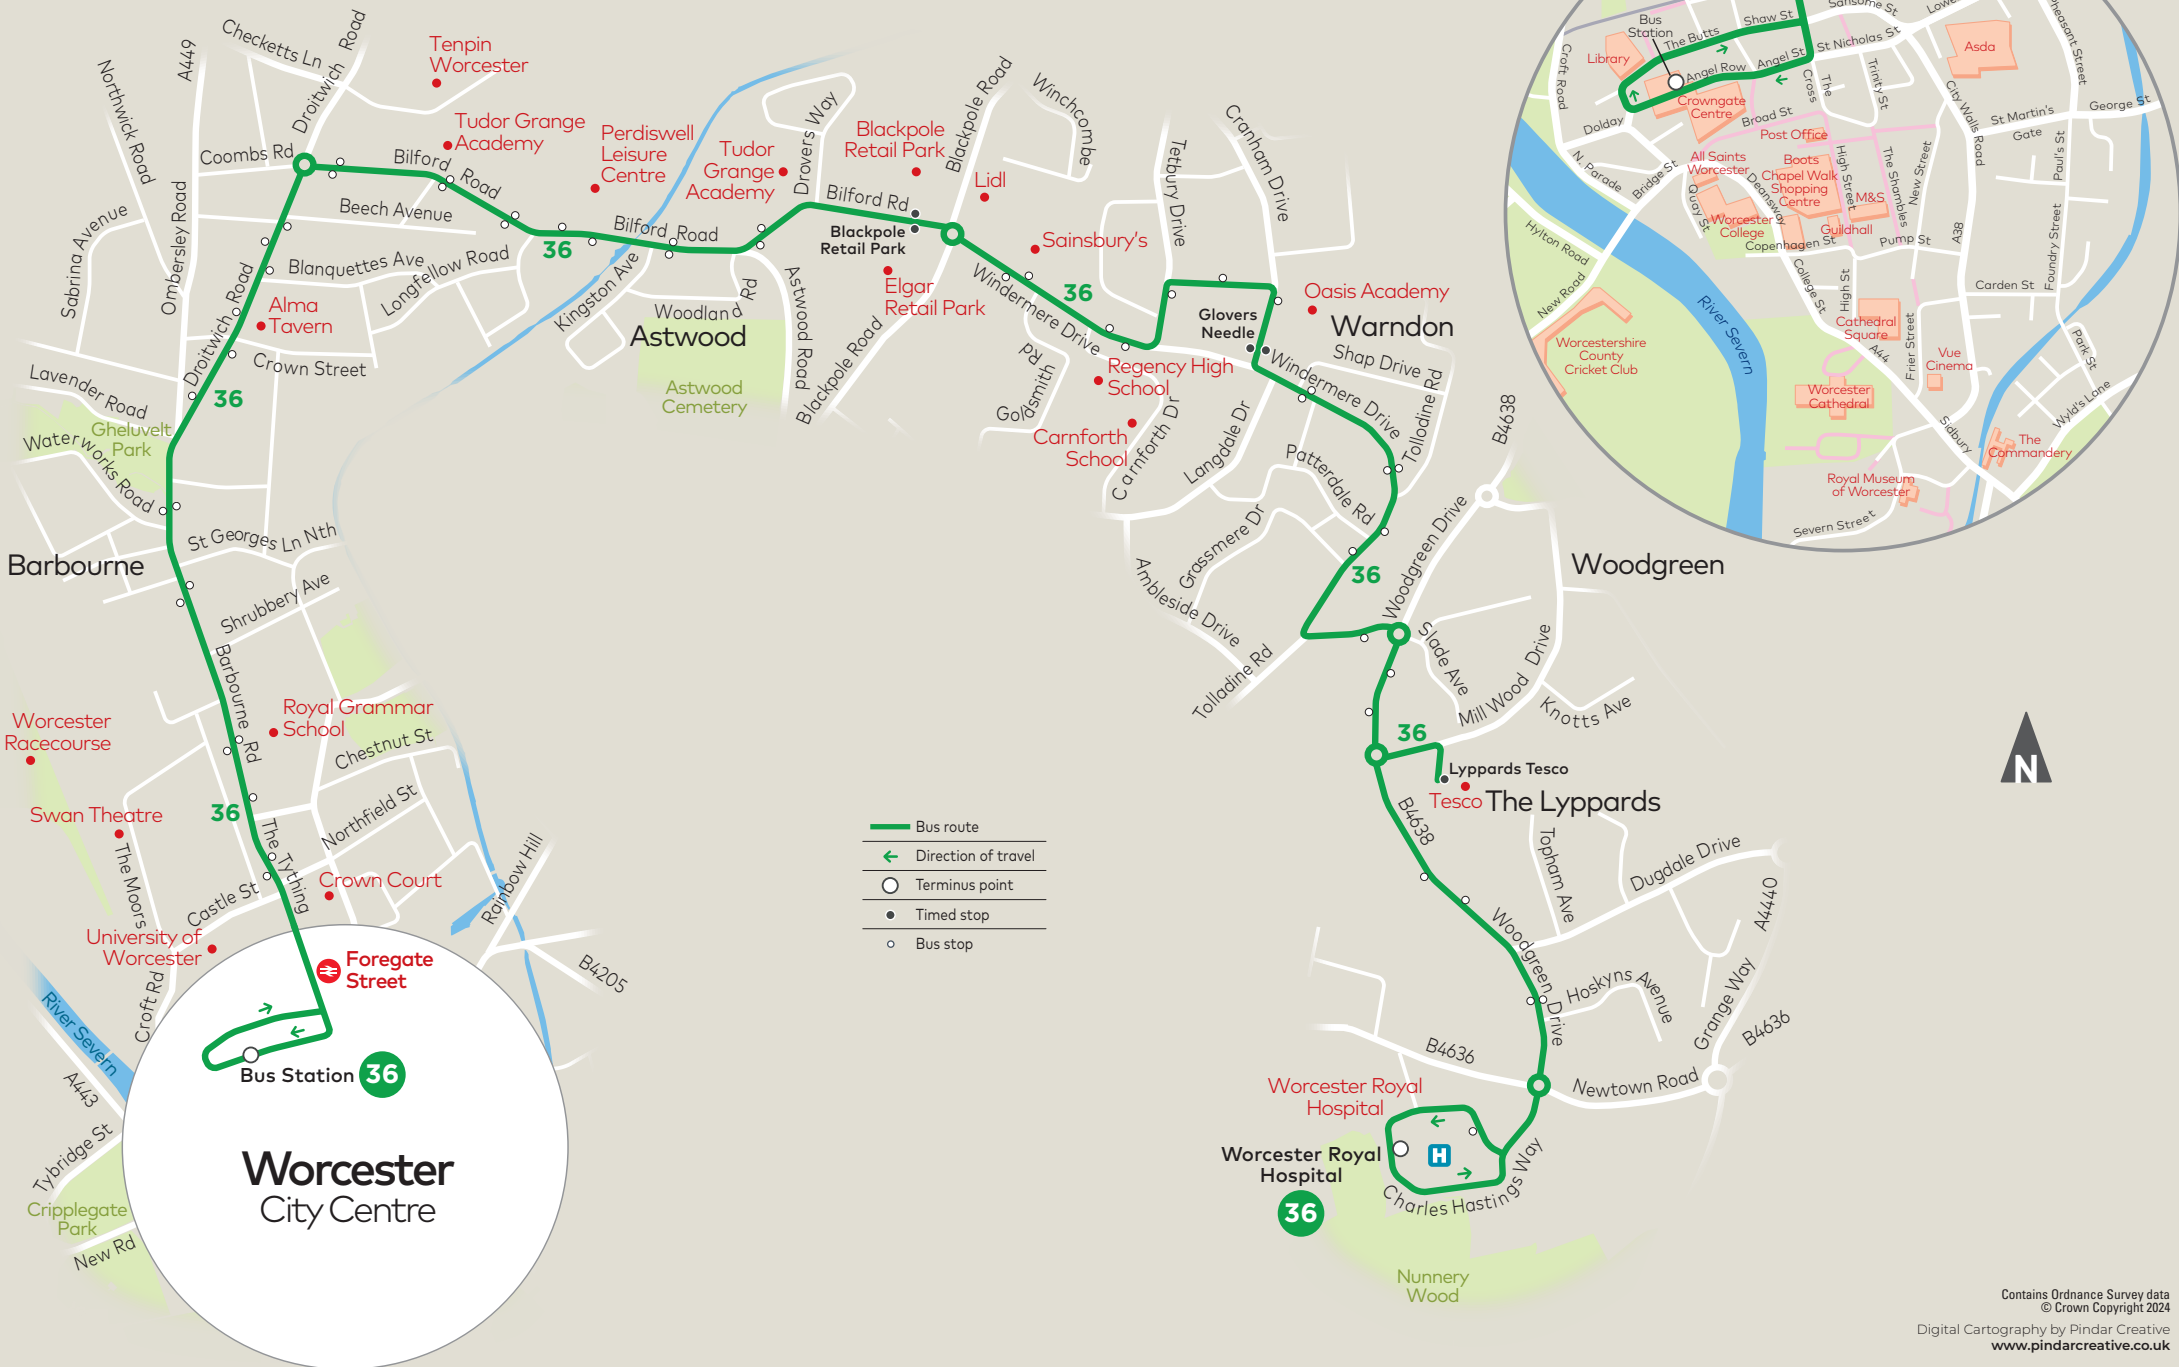 Checketts Ln
Droitwich
Road
A449
Northwick Road
Coombs Rd
Tenpin
Worcester
Tudor Grange
Academy
Bilford
Road
Perdiswell
Leisure
Centre
Tudor
Grange
Academy
Drovers Way
Blackpole
Retail Park
Blackpole Road
Lidl
Winchcombe
Tetbury Drive
Cranham Drive
Bilford Rd
Blackpole
Retail Park
Bilford Road
36
Beech Avenue
Sabrina Avenue
Ombersley Road
Blanquettes Ave
Longfellow Road
Droitwich Road
Alma
Tavern
Crown Street
36
Kingston Ave
Woodland
Rd
Astwood
Astwood Road
Astwood
Cemetery
Elgar
Retail Park
Sainsbury's
Windermere Drive
36
Blackpole Road
Goldsmith
Rd
Regency High
School
Carnforth
School
Carnforth Dr
Langdale Dr
Glovers
Needle
Oasis Academy
Warndon
Shap Drive
Windermere Drive
Tollodine Rd
B4638
Patterdale Rd
Grassmere Dr
Ambleside Drive
Tolladine Rd
36
Woodgreen Drive
Woodgreen
Slade Ave
Mill Wood Drive
Knotts Ave
36
Lyppards Tesco
Tesco
The Lyppards
B4638
Topham Ave
Dugdale Drive
A4440
Woodgreen Drive
Hoskyns Avenue
Grange Way
B4636
B4636
Newtown Road
Worcester Royal
Hospital
Worcester Royal
Hospital
36
H
Charles Hastings Way
Nunnery
Wood
Lavender Road
Gheluvelt
Park
Waterworks Road
St Georges Ln Nth
Barbourne
Shrubbery Ave
Barbourne Rd
Royal Grammar
School
Chestnut St
Worcester
Racecourse
Swan Theatre
36
The Moors
The Tything
Northfield St
Castle St
Crown Court
Rainbow Hill
University of
Worcester
Croft Rd
B4205
Foregate
Street
River Severn
A443
Tybridge St
Cripplegate
Park
New Rd
Bus Station
36
Worcester
City Centre
Bus route
Direction of travel
Terminus point
Timed stop
Bus stop
N
Bus
Station
The Butts
Shaw St
Sansome St
Library
Angel Row
Angel St
St Nicholas St
Asda
Croft Road
Crowngate
Centre
The
Cross
Trinity St
City Walls Road
St Martin's
Gate
George St
Dolday
Broad St
Post Office
N. Parade
Bridge St
All Saints
Worcester
Boots
Chapel Walk
Shopping
Centre
High Street
The Shambles
New Street
Paul's St
Deansway
Quay St
Worcester
College
M&S
Guildhall
Copenhagen St
Pump St
A38
Foundry Street
Hylton Road
New Road
River Severn
College St
High St
Carden St
Cathedral
Square
A44
Friar Street
Vue
Cinema
Park St
Worcestershire
County
Cricket Club
Worcester
Cathedral
Sidbury
Wyld's Lane
The
Commandery
Royal Museum
of Worcester
Severn Street
Contains Ordnance Survey data
© Crown Copyright 2024
Digital Cartography by Pindar Creative
www.pindarcreative.co.uk